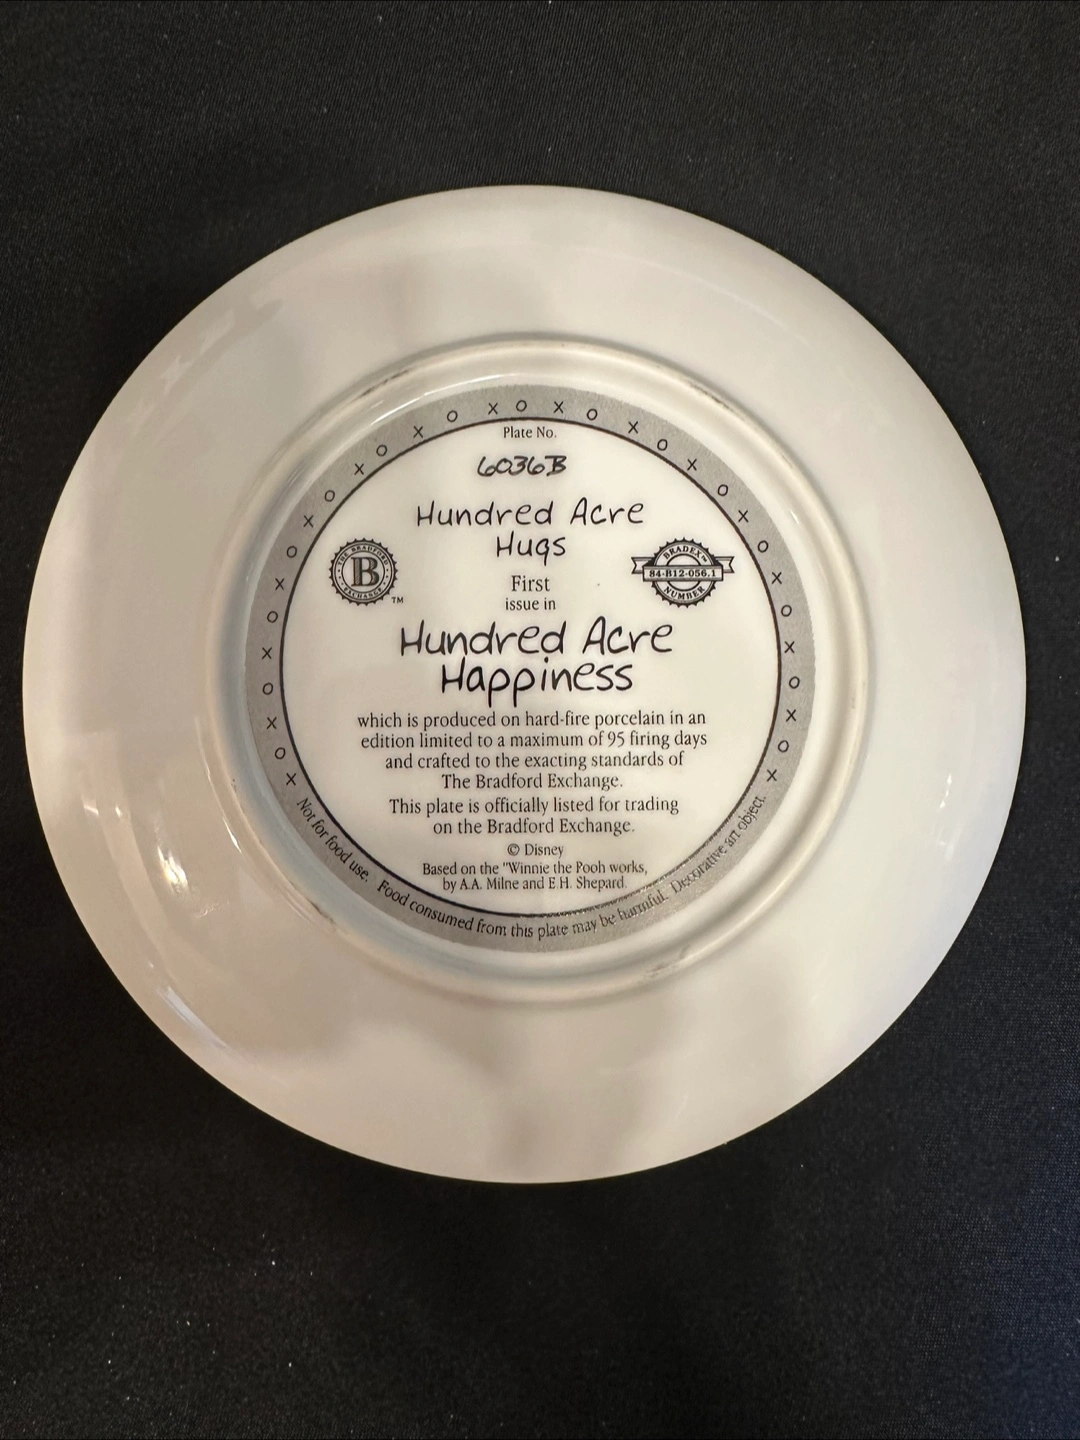 X O X O X O X O X O X O X O X O X O X O X O X O X O X O X O X
Plate No.
6036B
Hundred Acre
Hugs
THE BRADFORD
B
EXCHANGE
TM
BRADEX™
84-B12-056.1
NUMBER
First
issue in
Hundred Acre
Happiness
which is produced on hard-fire porcelain in an
edition limited to a maximum of 95 firing days
and crafted to the exacting standards of
The Bradford Exchange.
This plate is officially listed for trading
on the Bradford Exchange.
© Disney
Based on the "Winnie the Pooh works,
by A.A. Milne and E.H. Shepard.
Not for food use. Food consumed from this plate may be harmful. Decorative art object.